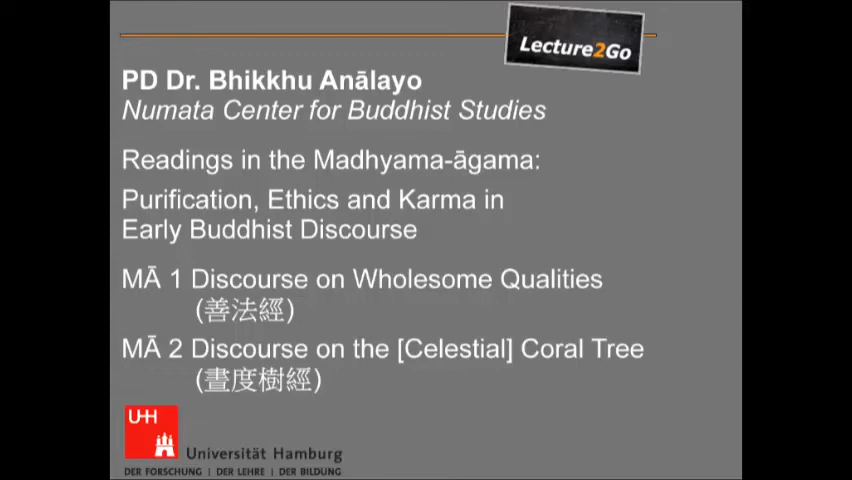 Lecture2Go
PD Dr. Bhikkhu Anālayo
Numata Center for Buddhist Studies
Readings in the Madhyama-āgama:
Purification, Ethics and Karma in
Early Buddhist Discourse
MĀ 1 Discourse on Wholesome Qualities
(善法經)
MĀ 2 Discourse on the [Celestial] Coral Tree
(晝度樹經)
UHH
Universität Hamburg
DER FORSCHUNG | DER LEHRE | DER BILDUNG